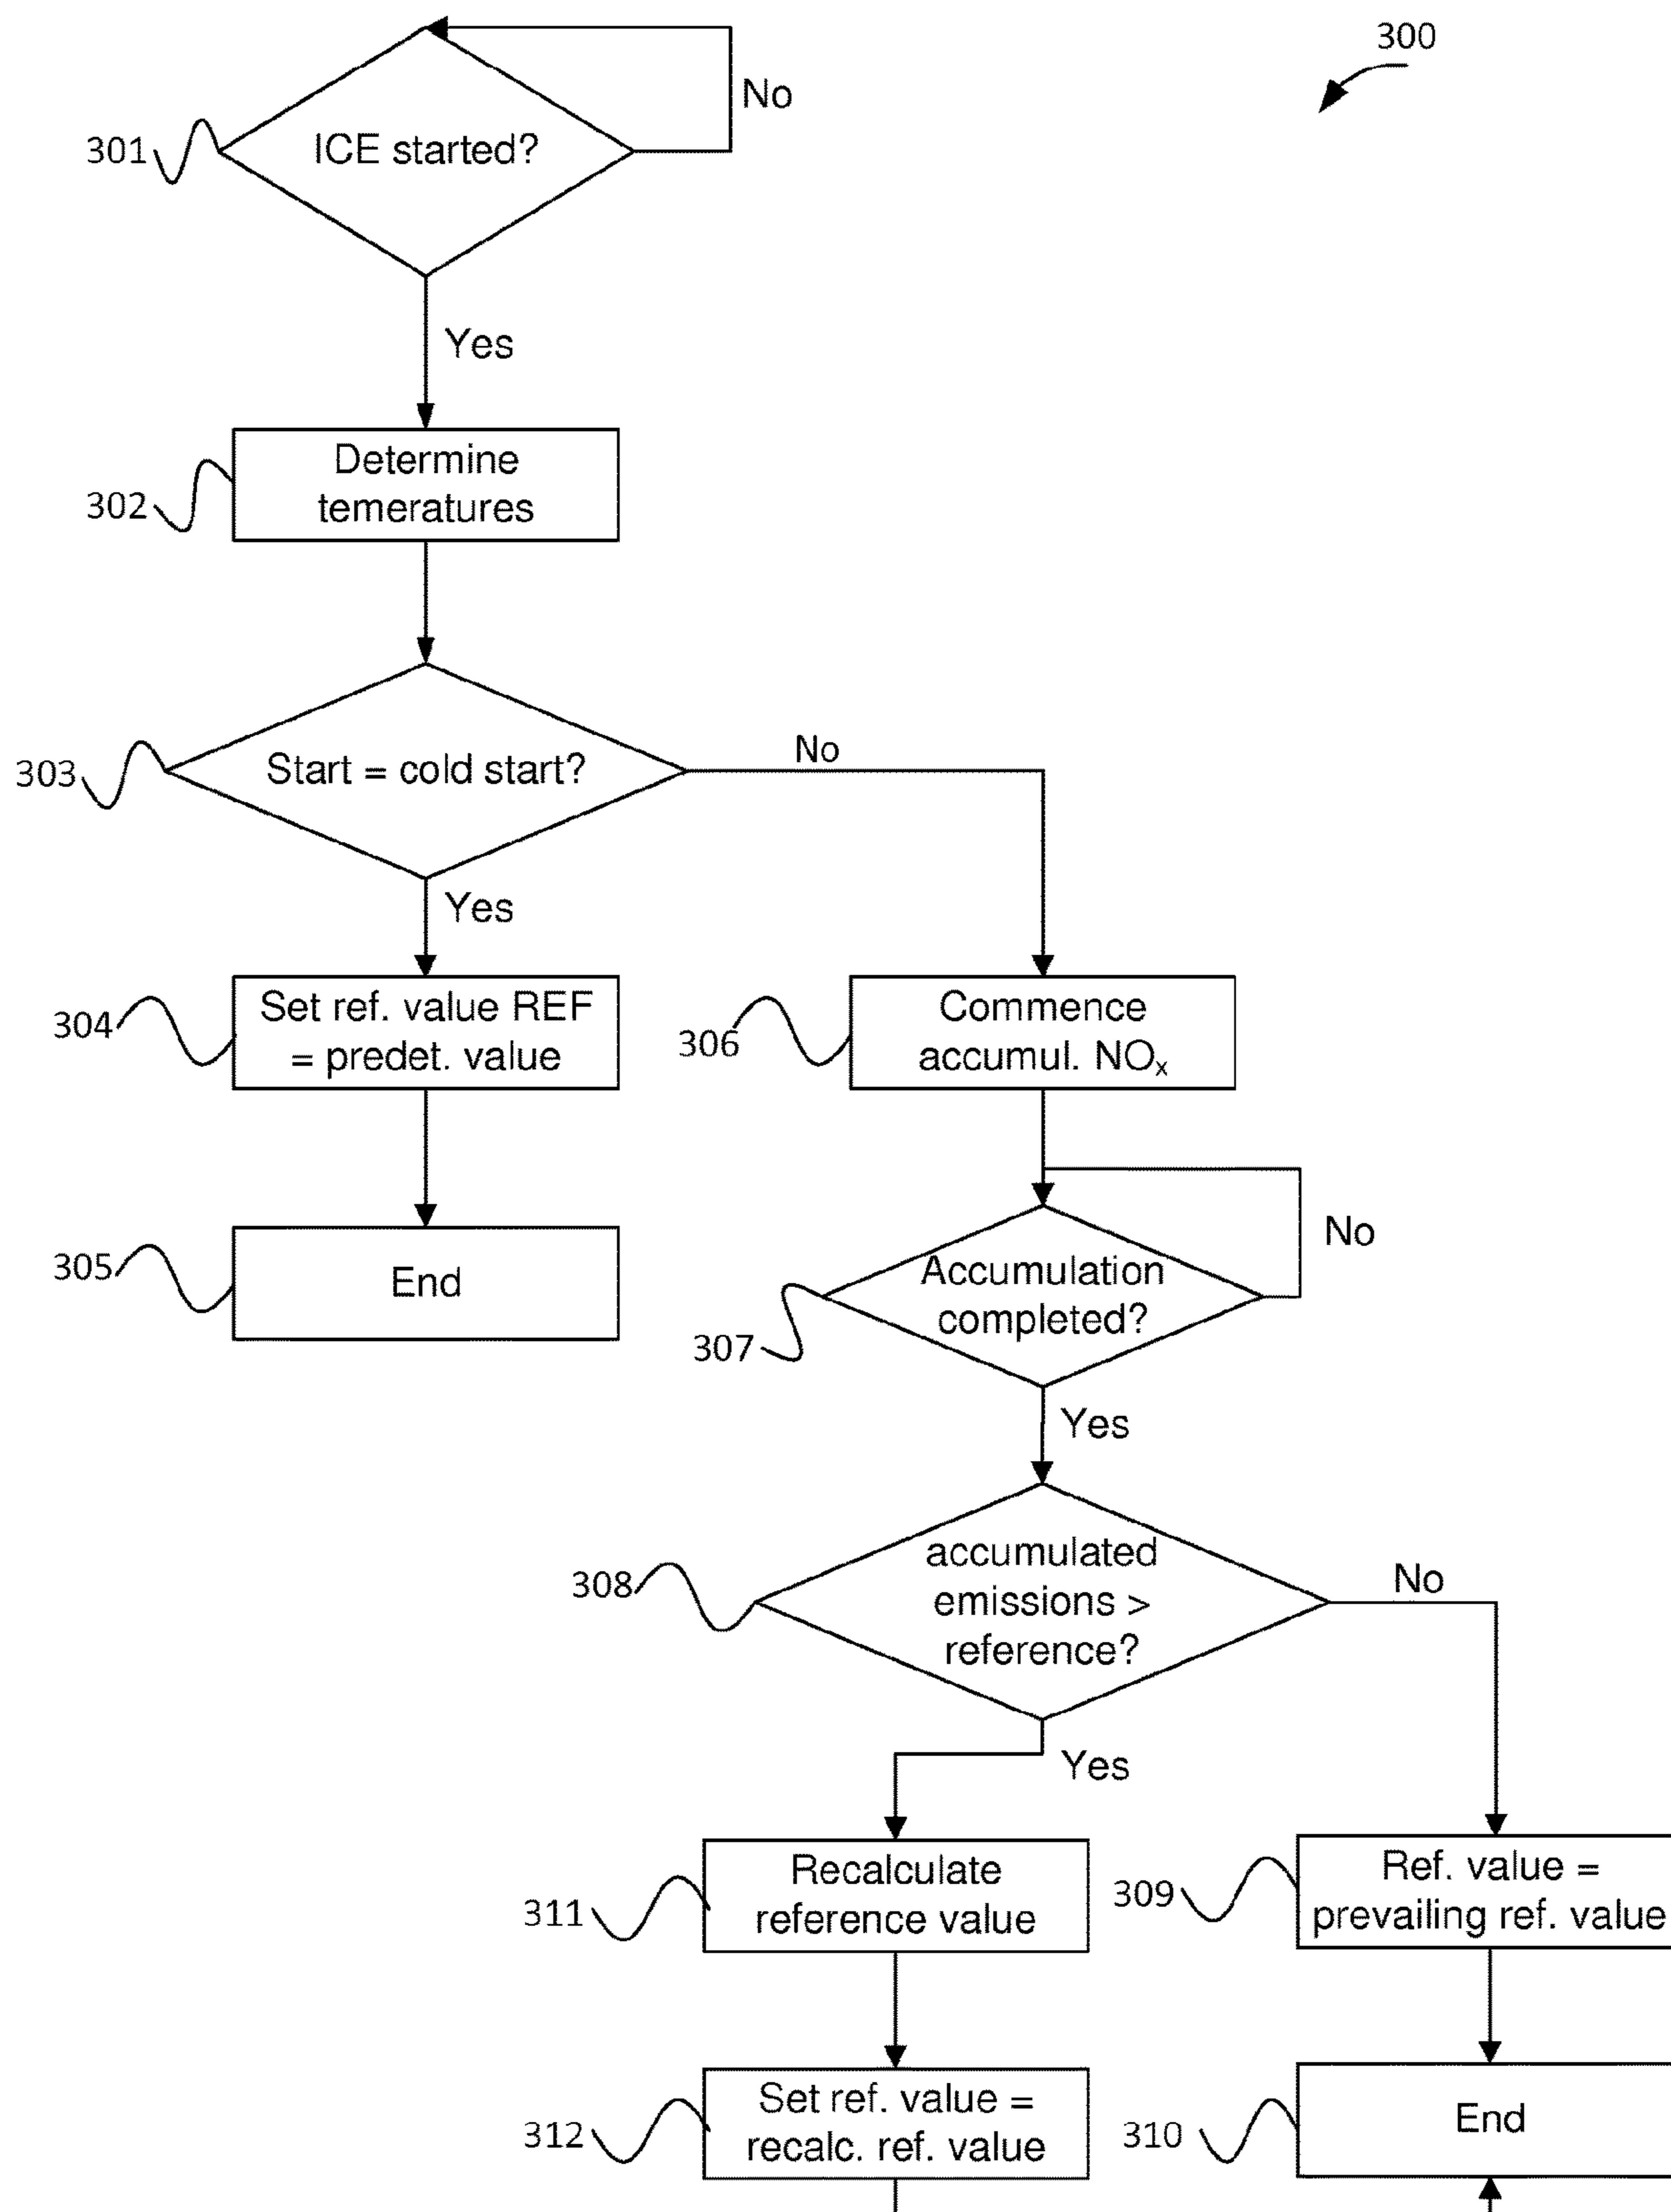 300
No
301
ICE started?
Yes
Determine
temeratures
302
No
303
Start = cold start?
Yes
304
Set ref. value REF
= predet. value
306
Commence
accumul. NOₓ
305
End
No
Accumulation
completed?
307
Yes
308
accumulated
emissions >
reference?
No
Yes
311
Recalculate
reference value
309
Ref. value =
prevailing ref. value
312
Set ref. value =
recalc. ref. value
310
End